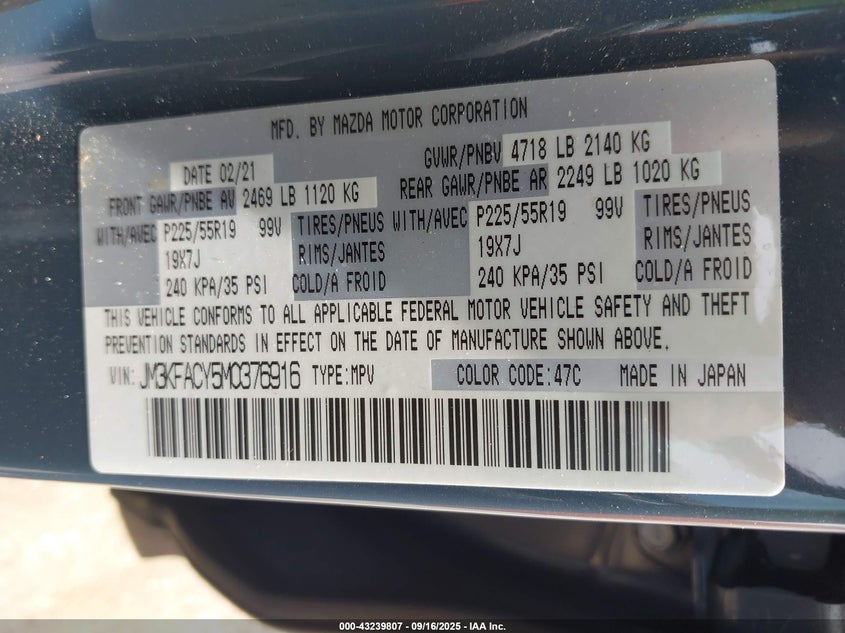 MFD. BY MAZDA MOTOR CORPORATION
DATE 02/21 GVWR/PNBV 4718 LB 2140 KG
FRONT GAWR/PNBE AV 2469 LB 1120 KG REAR GAWR/PNBE AR 2249 LB 1020 KG
WITH/AVEC P225/55R19 99V TIRES/PNEUS WITH/AVEC P225/55R19 99V TIRES/PNEUS
19X7J RIMS/JANTES 19X7J RIMS/JANTES
240 KPA/35 PSI COLD/A FROID 240 KPA/35 PSI COLD/A FROID
THIS VEHICLE CONFORMS TO ALL APPLICABLE FEDERAL MOTOR VEHICLE SAFETY AND THEFT
PREVENTION STANDARDS IN EFFECT ON THE DATE OF MANUFACTURE SHOWN ABOVE.
VIN: JM3KFACY5M0376916 TYPE:MPV COLOR CODE:47C MADE IN JAPAN
000-43239807 - 09/16/2025 - IAA Inc.